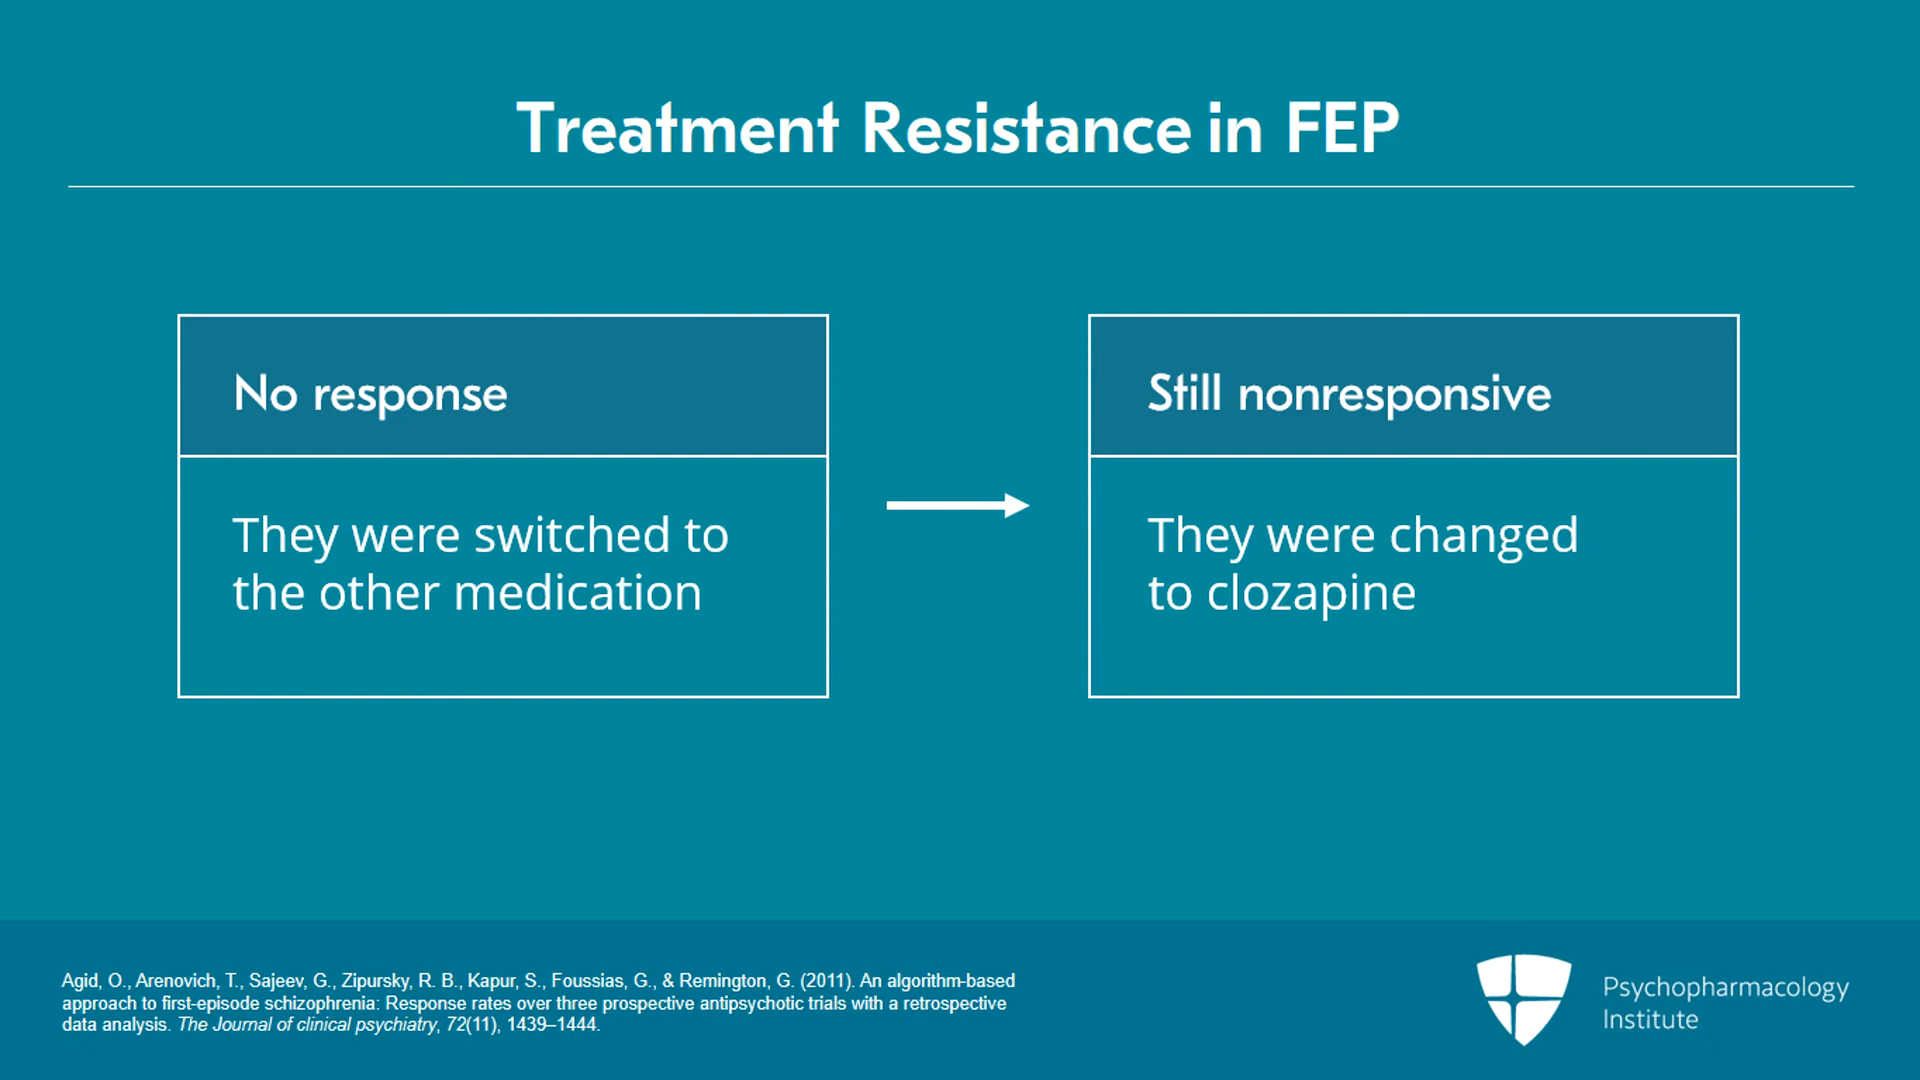 Treatment Resistance in FEP
No response
They were switched to
the other medication
Still nonresponsive
They were changed
to clozapine
Agid, O., Arenovich, T., Sajeev, G., Zipursky, R. B., Kapur, S., Foussias, G., & Remington, G. (2011). An algorithm-based
approach to first-episode schizophrenia: Response rates over three prospective antipsychotic trials with a retrospective
data analysis. The Journal of clinical psychiatry, 72(11), 1439–1444.
Psychopharmacology
Institute